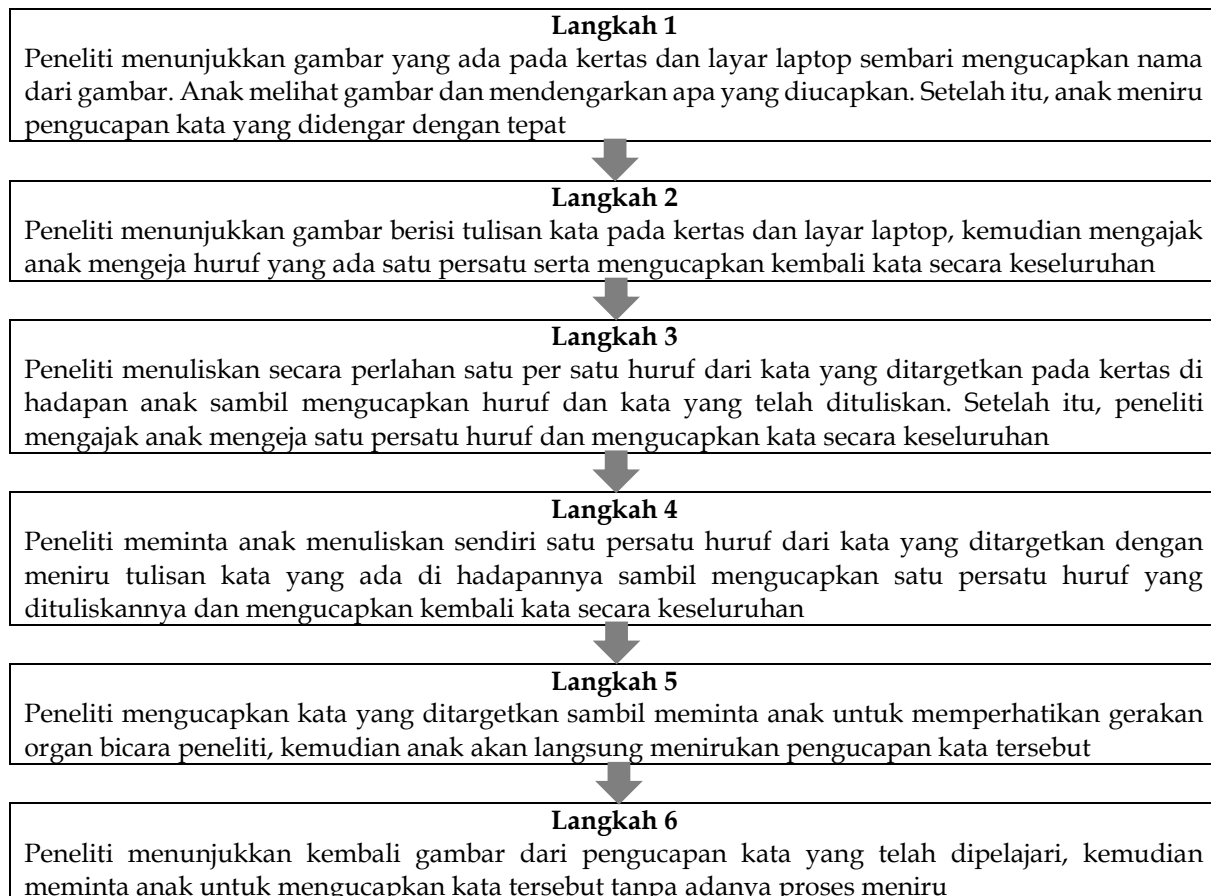 Langkah 1
Peneliti menunjukkan gambar yang ada pada kertas dan layar laptop sembari mengucapkan nama
dari gambar. Anak melihat gambar dan mendengarkan apa yang diucapkan. Setelah itu, anak meniru
pengucapan kata yang didengar dengan tepat
Langkah 2
Peneliti menunjukkan gambar berisi tulisan kata pada kertas dan layar laptop, kemudian mengajak
anak mengeja huruf yang ada satu persatu serta mengucapkan kembali kata secara keseluruhan
Langkah 3
Peneliti menuliskan secara perlahan satu per satu huruf dari kata yang ditargetkan pada kertas di
hadapan anak sambil mengucapkan huruf dan kata yang telah dituliskan. Setelah itu, peneliti
mengajak anak mengeja satu persatu huruf dan mengucapkan kata secara keseluruhan
Langkah 4
Peneliti meminta anak menuliskan sendiri satu persatu huruf dari kata yang ditargetkan dengan
meniru tulisan kata yang ada di hadapannya sambil mengucapkan satu persatu huruf yang
dituliskannya dan mengucapkan kembali kata secara keseluruhan
Langkah 5
Peneliti mengucapkan kata yang ditargetkan sambil meminta anak untuk memperhatikan gerakan
organ bicara peneliti, kemudian anak akan langsung menirukan pengucapan kata tersebut
Langkah 6
Peneliti menunjukkan kembali gambar dari pengucapan kata yang telah dipelajari, kemudian
meminta anak untuk mengucapkan kata tersebut tanpa adanya proses meniru